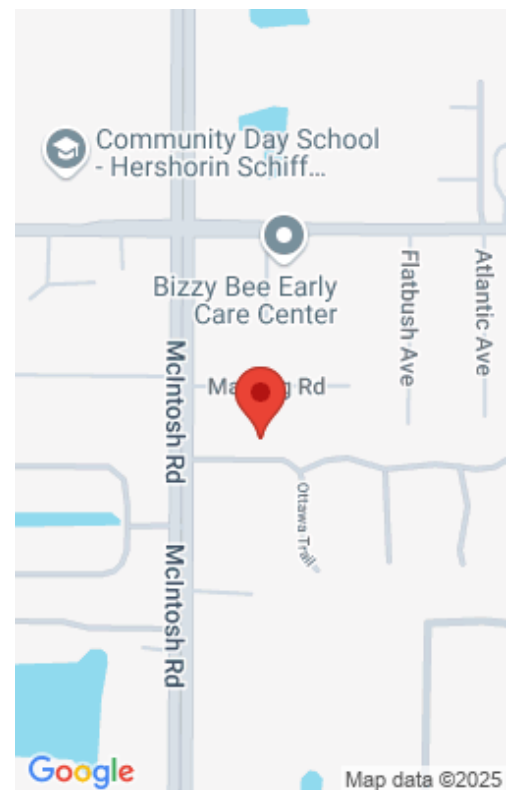 Community Day School
- Hershorin Schiff...
Bizzy Bee Early
Care Center
Flatbush Ave
Atlantic Ave
McIntosh Rd
Rd
Ottawa Trail
McIntosh Rd
Google
Map data ©2025